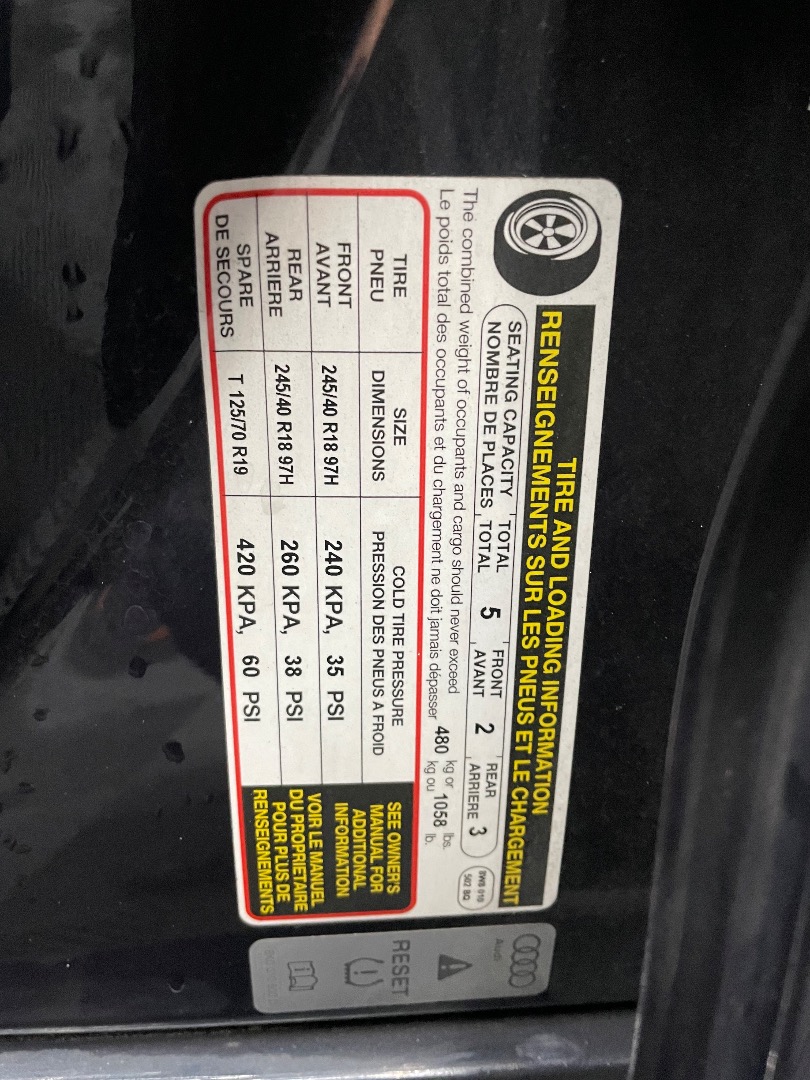 TIRE AND LOADING INFORMATION
RENSEIGNEMENTS SUR LES PNEUS ET LE CHARGEMENT
SEATING CAPACITY TOTAL 5 FRONT 2 REAR 3
NOMBRE DE PLACES TOTAL AVANT ARRIERE
8W8 010
502 BQ
The combined weight of occupants and cargo should never exceed 480 kg or 1058 lbs.
Le poids total des occupants et du chargement ne doit jamais dépasser kg ou lb.
TIRE SIZE COLD TIRE PRESSURE
PNEU DIMENSIONS PRESSION DES PNEUS A FROID
FRONT
AVANT 245/40 R18 97H 240 KPA, 35 PSI
REAR
ARRIERE 245/40 R18 97H 260 KPA, 38 PSI
SPARE
DE SECOURS T 125/70 R19 420 KPA, 60 PSI
SEE OWNER'S
MANUAL FOR
ADDITIONAL
INFORMATION
VOIR LE MANUEL
DU PROPRIETAIRE
POUR PLUS DE
RENSEIGNEMENTS
Audi
RESET